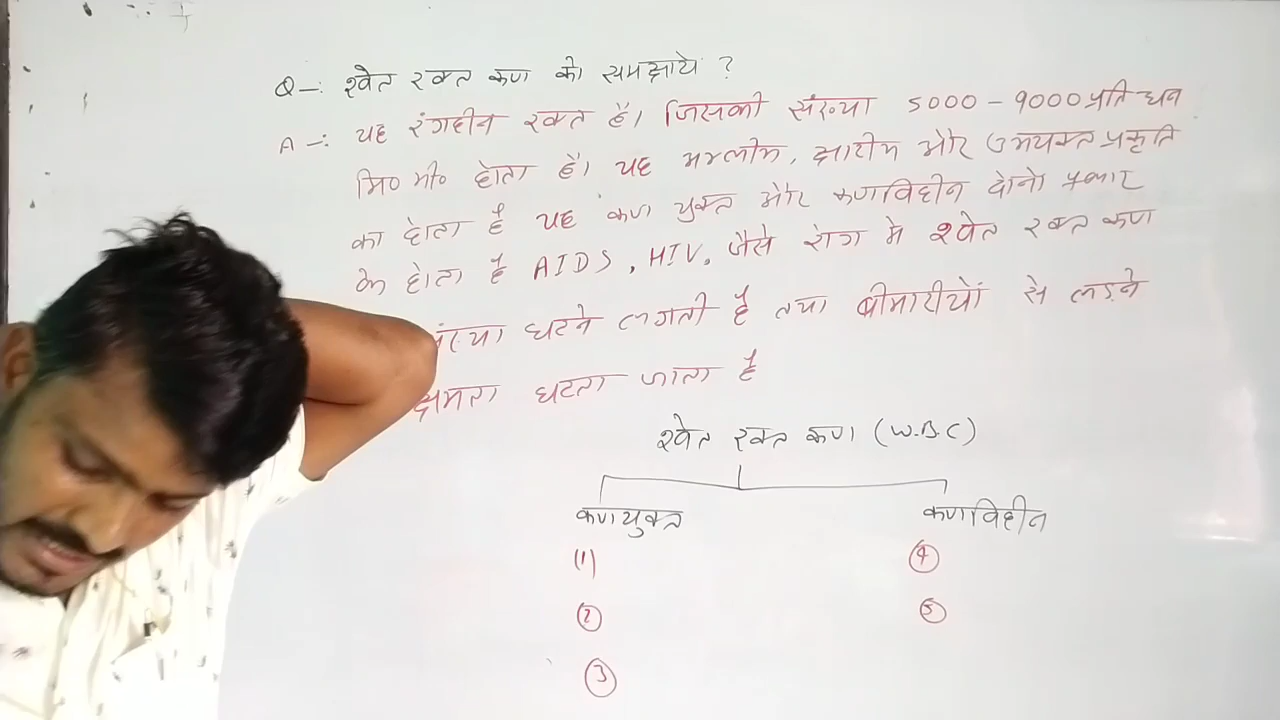 Q-: श्वेत रक्त कण को समझाये ?
A-: यह रंगहीन रक्त है। जिसकी संख्या 5000-9000 प्रति घन
मि० मी० होता है। यह अम्लीय, क्षारीय और उभयक्त प्रकृति
का होता है यह कण युक्त और कणविहीन दोनो प्रकार
के होता है AIDS, HIV, जैसे रोग मे श्वेत रक्त कण
संख्या घटने लगती है तथा बीमारीयों से लड़ने
क्षमता घटता जाता है
श्वेत रक्त कण (W.B.C)
कणयुक्त कणविहीन
(1) 4
2 5
3